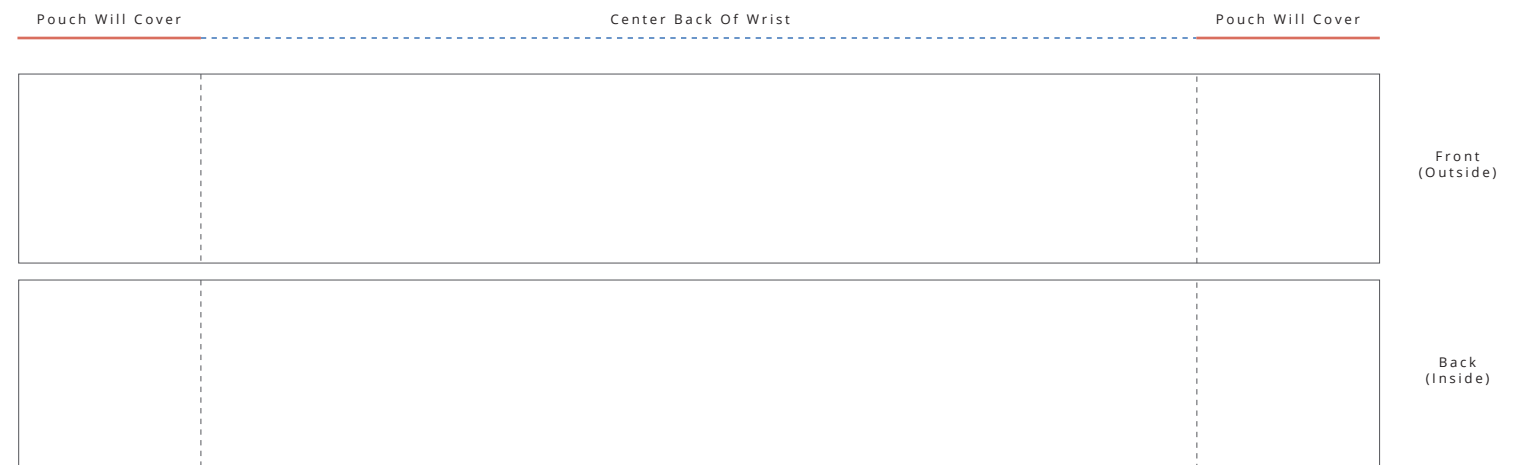 Pouch Will Cover
Center Back Of Wrist
Pouch Will Cover
Front
(Outside)
Back
(Inside)